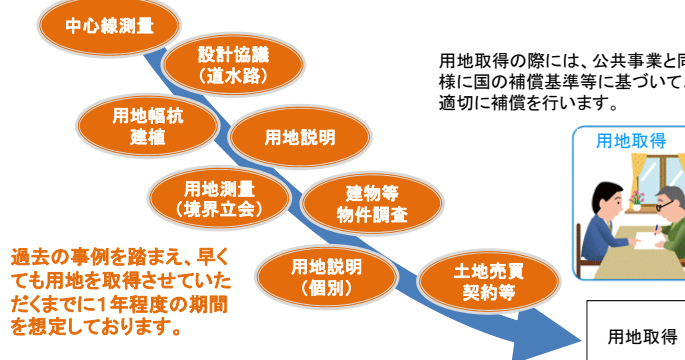 中心線測量
設計協議
（道水路）
用地幅杭
建植
用地説明
用地測量
（境界立会）
建物等
物件調査
用地説明
（個別）
土地売買
契約等
過去の事例を踏まえ、早く
ても用地を取得させていた
だくまでに１年程度の期間
を想定しております。
用地取得の際には、公共事業と同
様に国の補償基準等に基づいて、
適切に補償を行います。
用地取得
用地取得